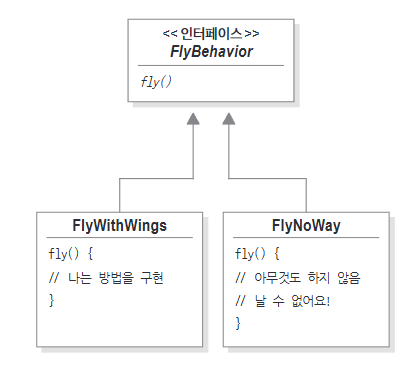 << 인터페이스 >>
FlyBehavior
fly()
FlyWithWings
fly() {
// 나는 방법을 구현
}
FlyNoWay
fly() {
// 아무것도 하지 않음
// 날 수 없어요!
}